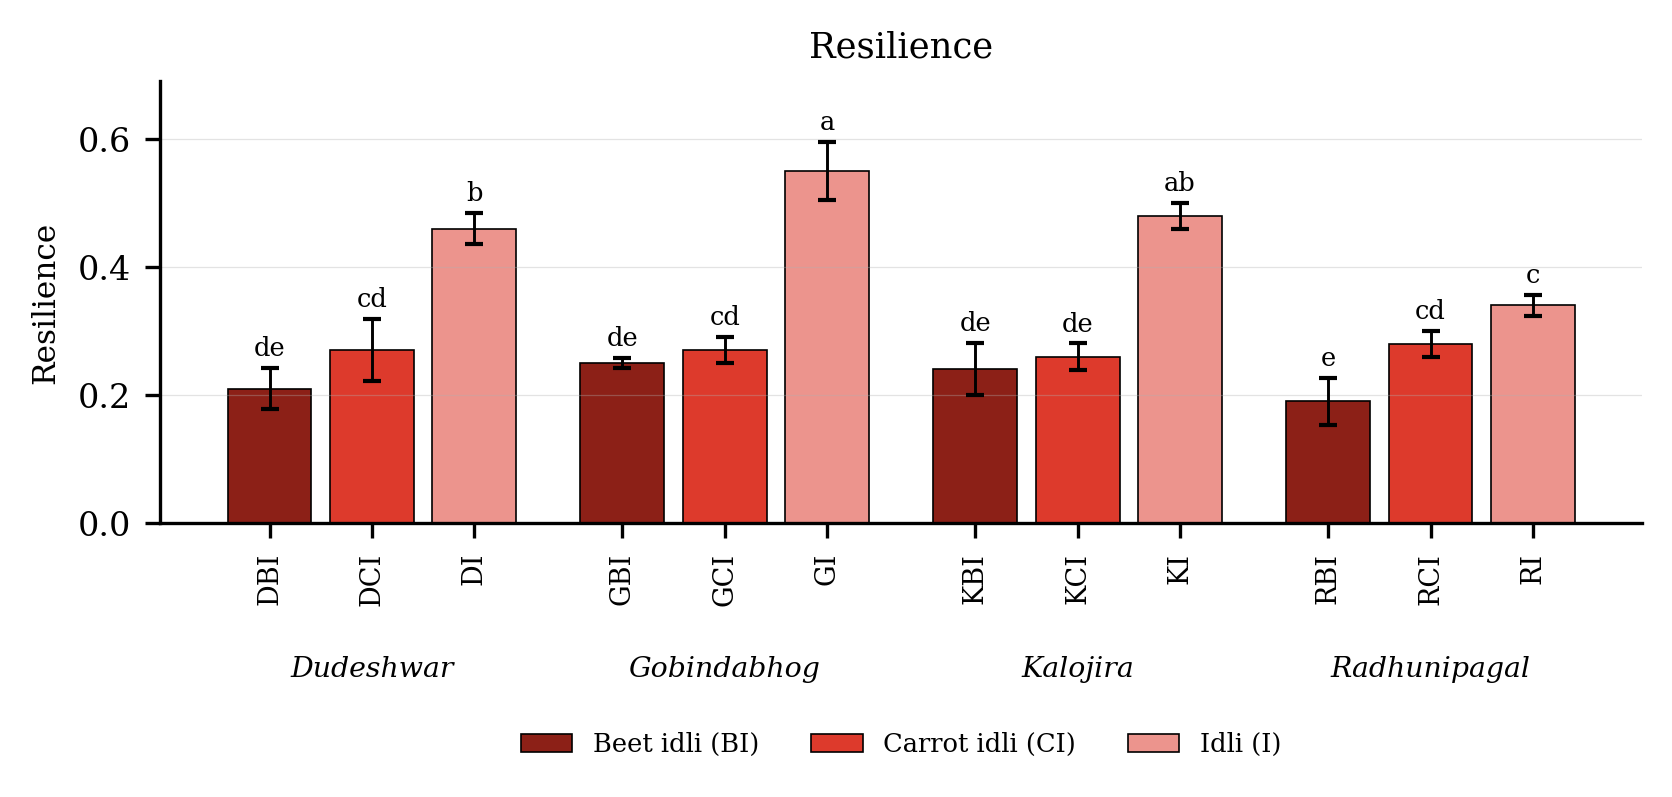 Resilience
Resilience
0.6
0.4
0.2
0.0
de
cd
b
de
cd
a
de
de
ab
e
cd
c
DBI
DCI
DI
GBI
GCI
GI
KBI
KCI
KI
RBI
RCI
RI
Dudeshwar
Gobindabhog
Kalojira
Radhunipagal
Beet idli (BI)
Carrot idli (CI)
Idli (I)